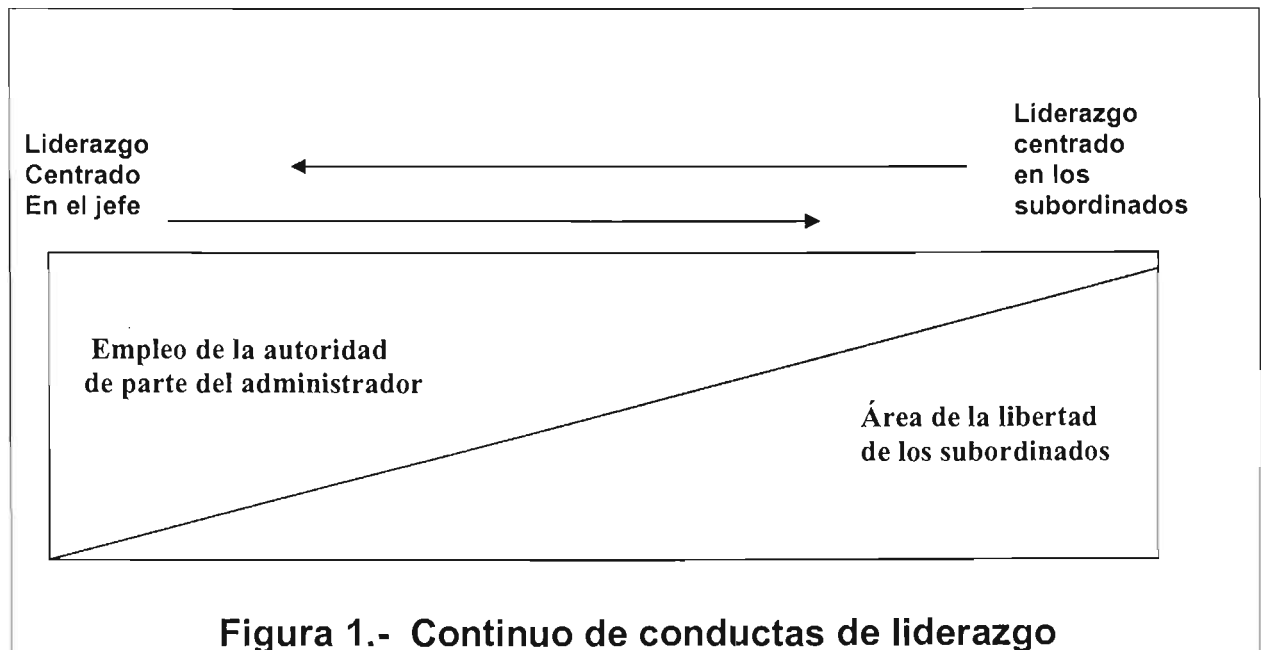 Liderazgo
Centrado
En el jefe
Liderazgo
centrado
en los
subordinados
Empleo de la autoridad
de parte del administrador
Área de la libertad
de los subordinados
Figura 1.- Continuo de conductas de liderazgo